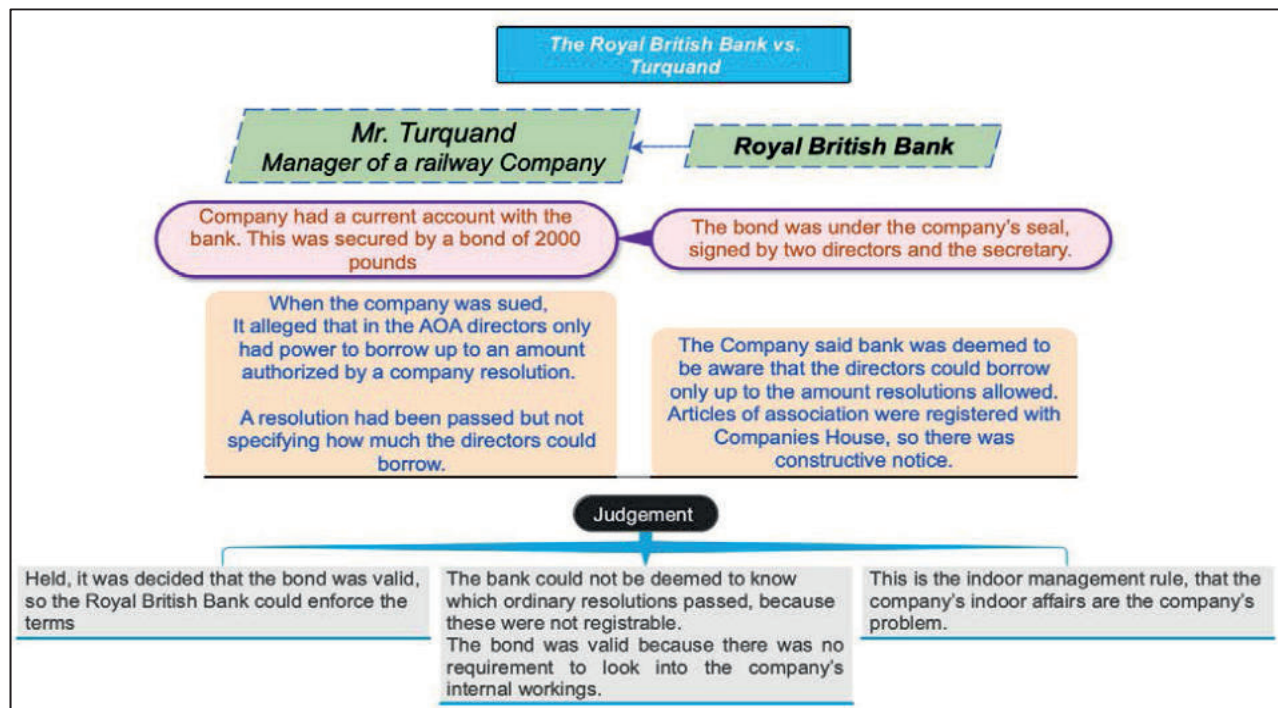 The Royal British Bank vs.
Turquand
Mr. Turquand
Manager of a railway Company
Royal British Bank
Company had a current account with the
bank. This was secured by a bond of 2000
pounds
The bond was under the company's seal,
signed by two directors and the secretary.
When the company was sued,
It alleged that in the AOA directors only
had power to borrow up to an amount
authorized by a company resolution.
A resolution had been passed but not
specifying how much the directors could
borrow.
The Company said bank was deemed to
be aware that the directors could borrow
only up to the amount resolutions allowed.
Articles of association were registered with
Companies House, so there was
constructive notice.
Judgement
Held, it was decided that the bond was valid,
so the Royal British Bank could enforce the
terms
The bank could not be deemed to know
which ordinary resolutions passed, because
these were not registrable.
The bond was valid because there was no
requirement to look into the company's
internal workings.
This is the indoor management rule, that the
company's indoor affairs are the company's
problem.